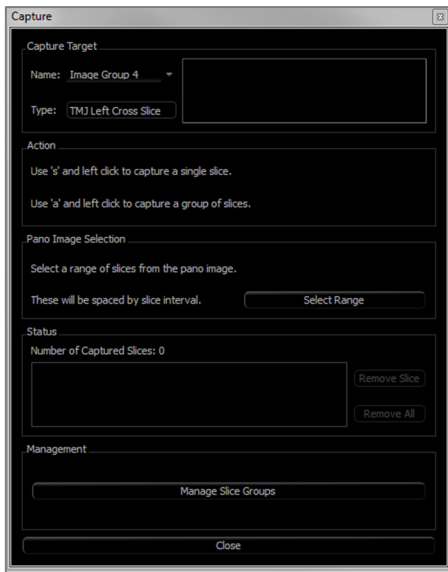 Capture
Capture Target
Name: Image Group 4
Type: TMJ Left Cross Slice
Action
Use 's' and left click to capture a single slice.
Use 'a' and left click to capture a group of slices.
Pano Image Selection
Select a range of slices from the pano image.
These will be spaced by slice interval. Select Range
Status
Number of Captured Slices: 0
Remove Slice
Remove All
Management
Manage Slice Groups
Close